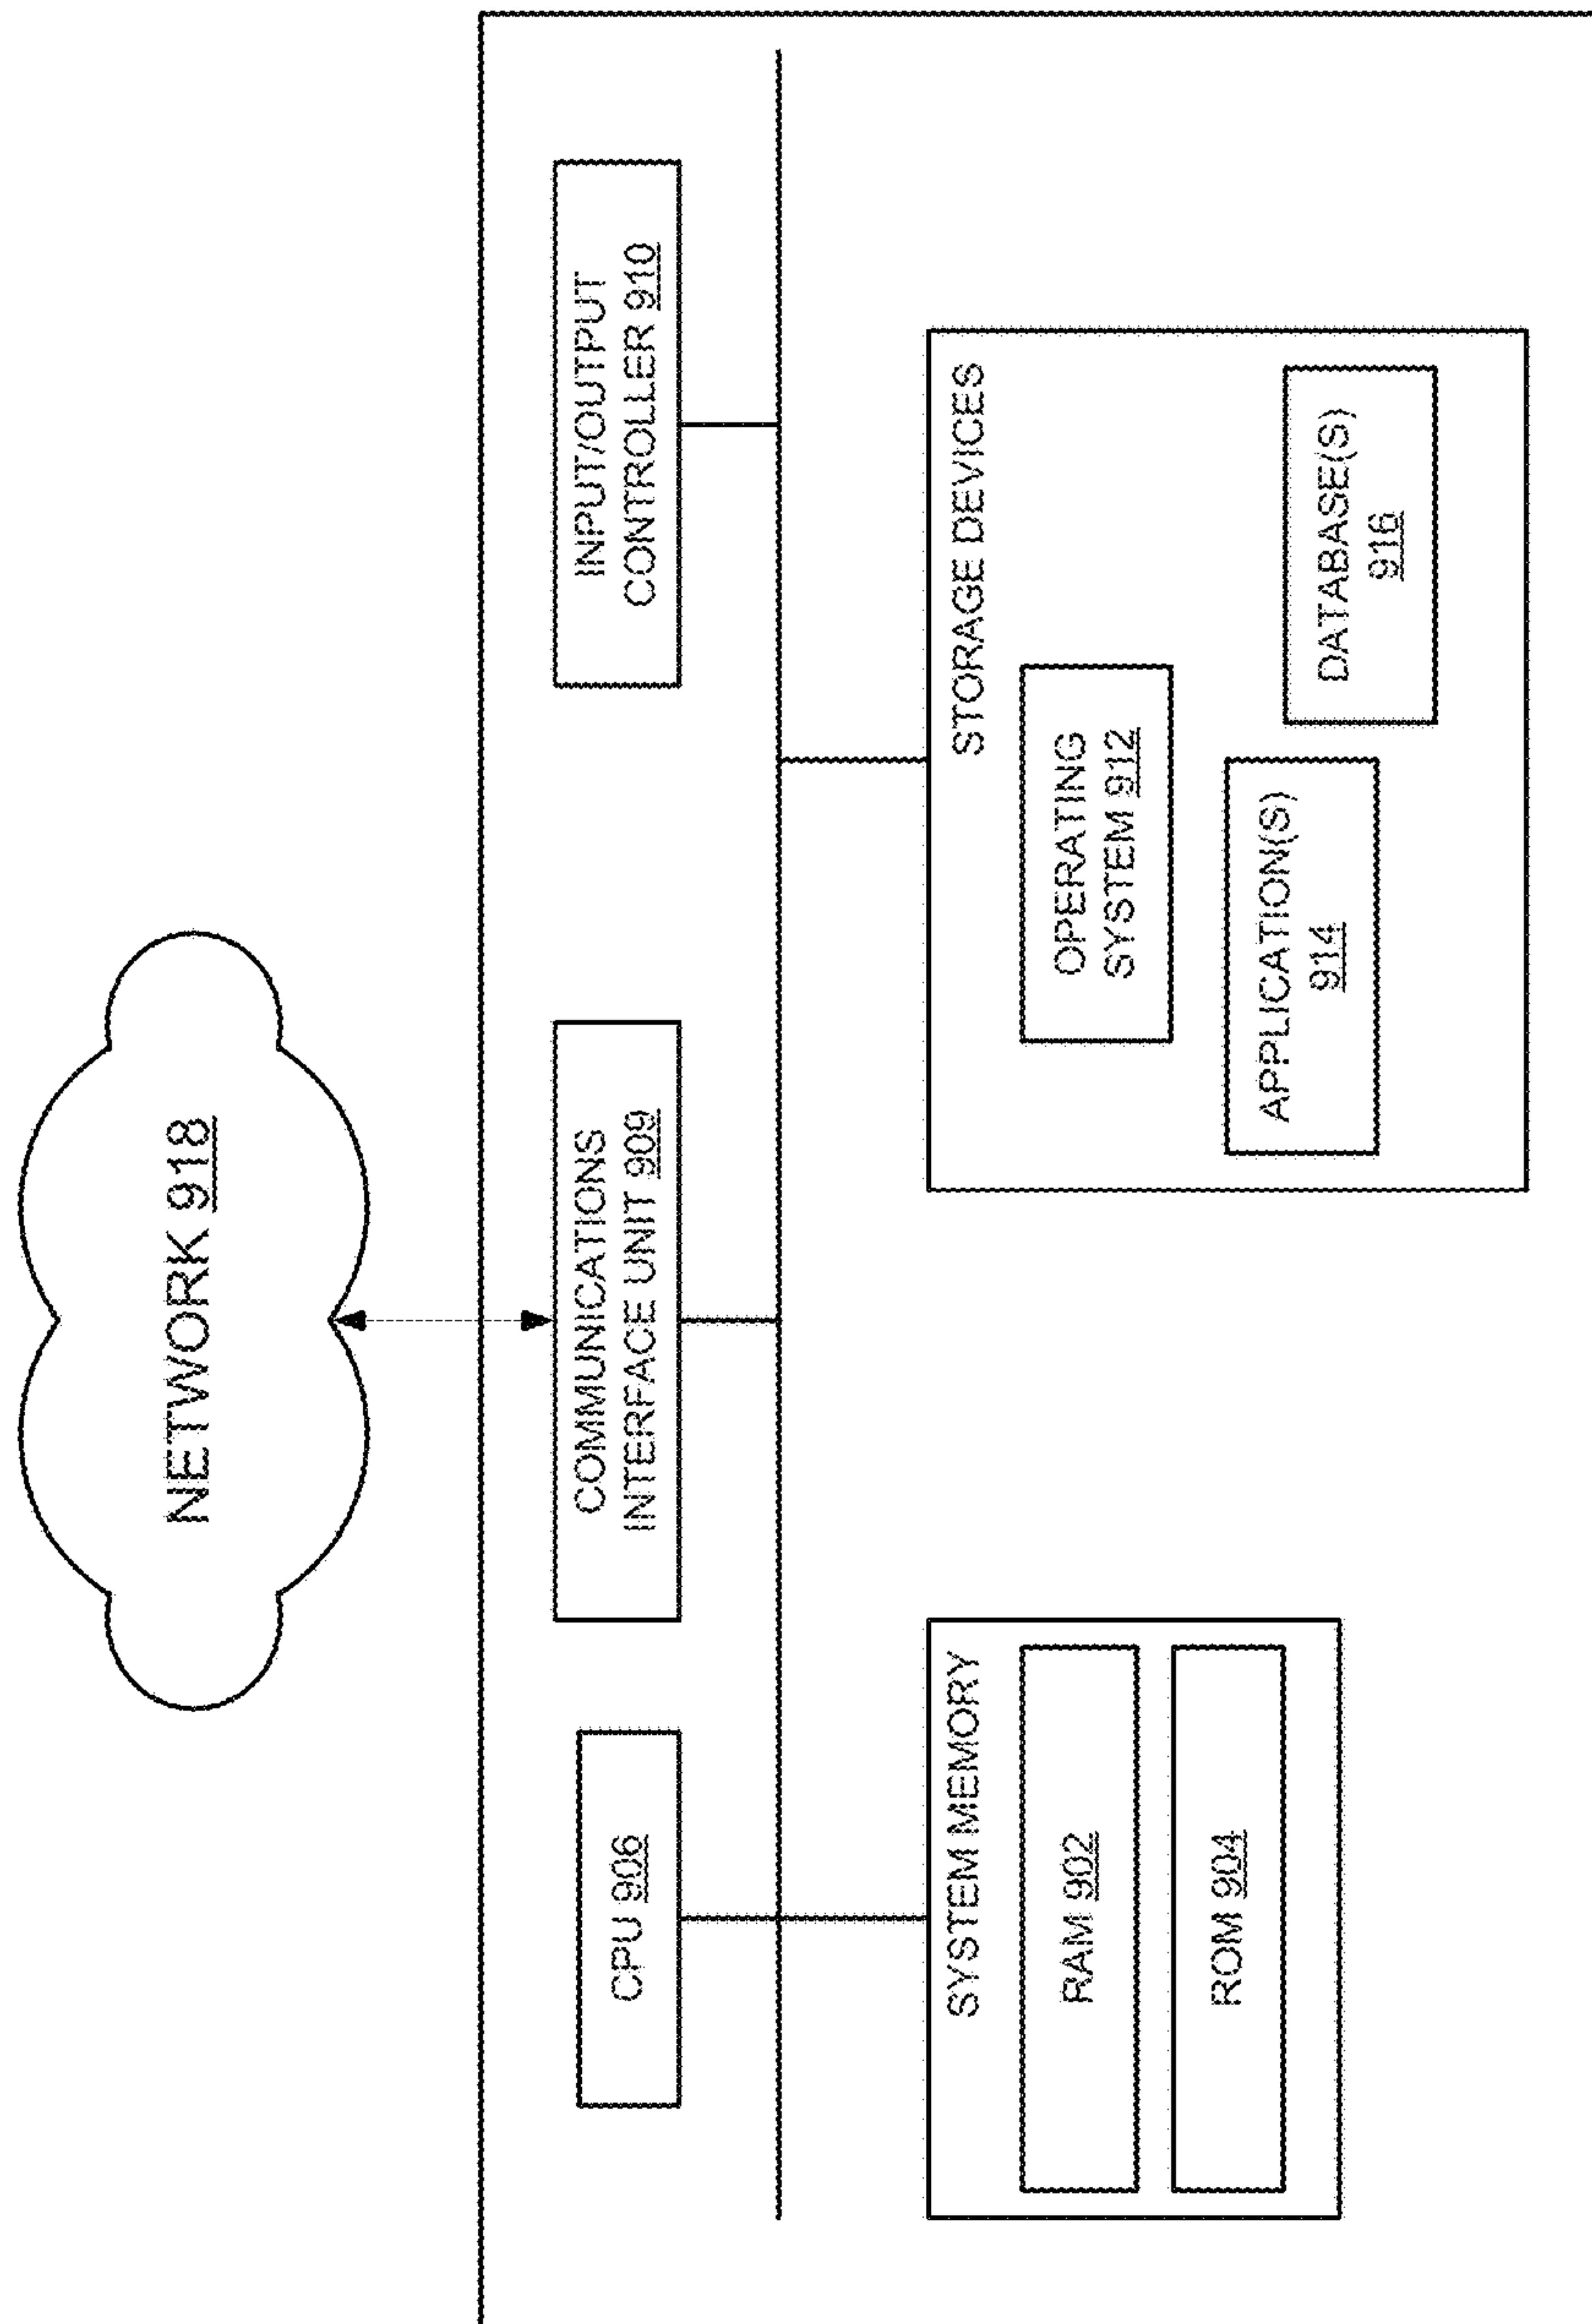 NETWORK 918
CPU 906
COMMUNICATIONS
INTERFACE UNIT 909
INPUT/OUTPUT
CONTROLLER 910
SYSTEM MEMORY
RAM 902
ROM 904
STORAGE DEVICES
OPERATING
SYSTEM 912
APPLICATION(S)
914
DATABASE(S)
916